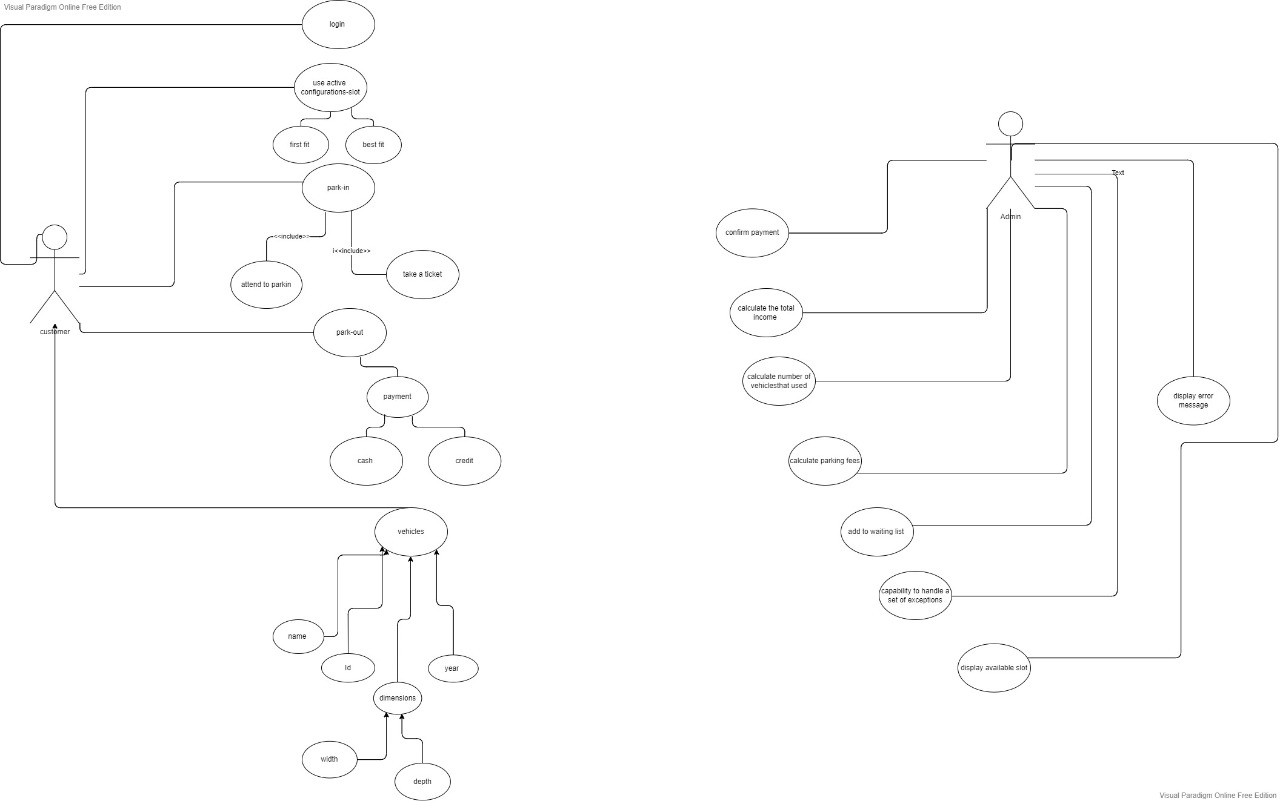 Visual Paradigm Online Free Edition
login
use active
configurations-slot
first fit
best fit
park-in
<<include>>
i<<include>>
attend to parkin
take a ticket
customer
park-out
payment
cash
credit
vehicles
name
id
year
dimensions
width
depth
Text
Admin
confirm payment
calculate the total
income
calculate number of
vehiclesthat used
display error
message
calculate parking fees
add to waiting list
capability to handle a
set of exceptions
display available slot
Visual Paradigm Online Free Edition